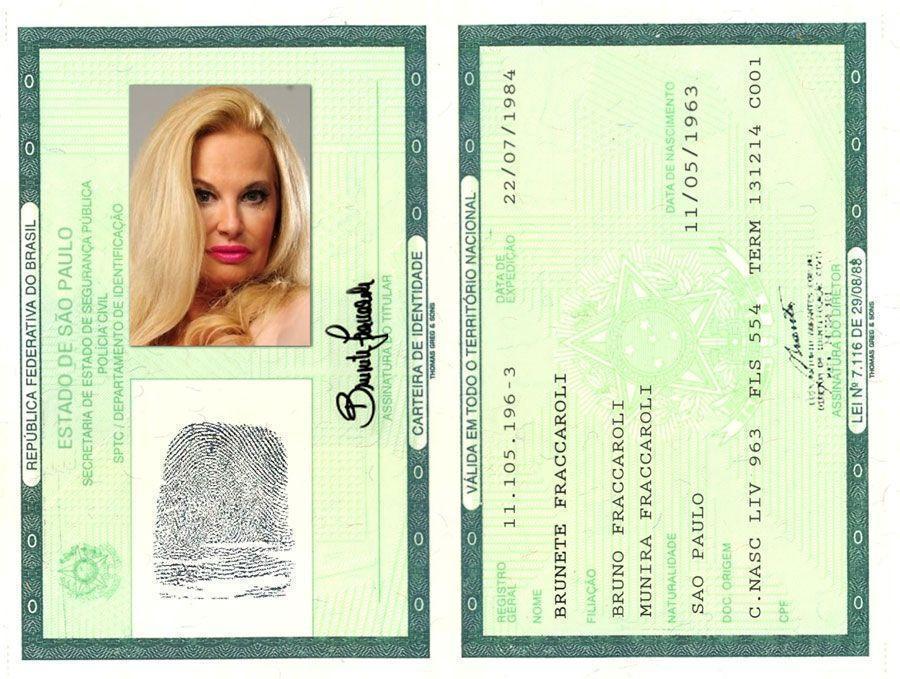 REPÚBLICA FEDERATIVA DO BRASIL
ESTADO DE SÃO PAULO
SECRETARIA DE ESTADO DE SEGURANÇA PÚBLICA
POLÍCIA CIVIL
SPTC / DEPARTAMENTO DE IDENTIFICAÇÃO
Brunete Fraccaroli
ASSINATURA DO TITULAR
CARTEIRA DE IDENTIDADE
THOMAS GREG & SONS
VÁLIDA EM TODO O TERRITÓRIO NACIONAL
REGISTRO GERAL 11.105.196-3 DATA DE EXPEDIÇÃO 22/07/1984
NOME
BRUNETE FRACCAROLI
FILIAÇÃO
BRUNO FRACCAROLI
MUNIRA FRACCAROLI
NATURALIDADE DATA DE NASCIMENTO
SAO PAULO 11/05/1963
DOC. ORIGEM
C.NASC LIV 963 FLS 554 TERM 131214 C001
CPF
ASSINATURA DO DIRETOR
LEI Nº 7.116 DE 29/08/83
THOMAS GREG & SONS